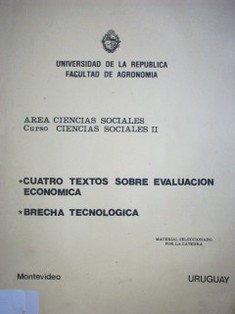 UNIVERSIDAD DE LA REPUBLICA
FACULTAD DE AGRONOMIA
AREA CIENCIAS SOCIALES
Curso CIENCIAS SOCIALES II
•CUATRO TEXTOS SOBRE EVALUACION
ECONOMICA
•BRECHA TECNOLOGICA
MATERIAL SELECCIONADO
POR LA CATEDRA
Montevideo
URUGUAY